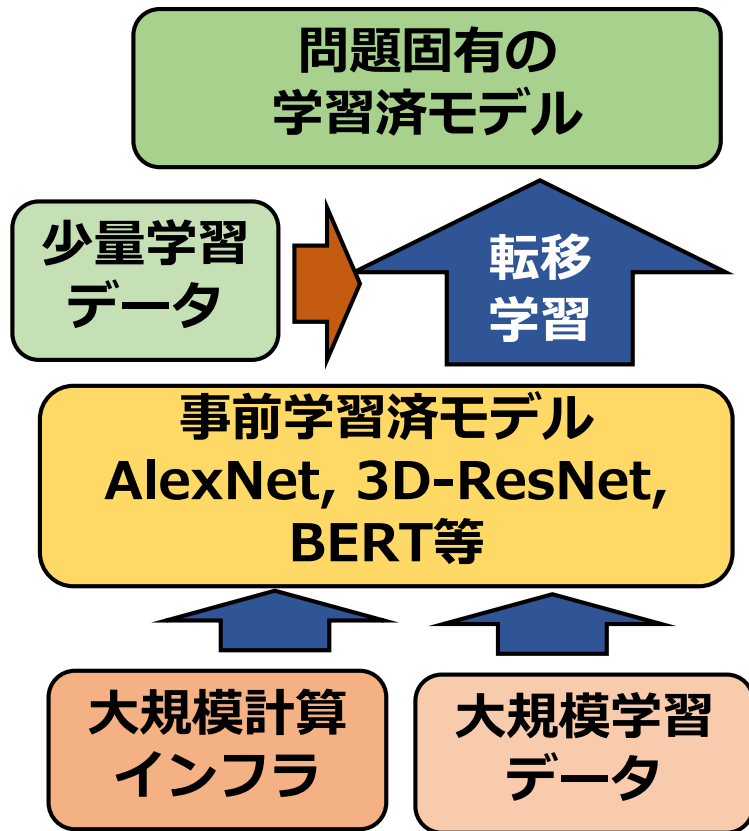 問題固有の
学習済モデル
少量学習
データ
転移
学習
事前学習済モデル
AlexNet, 3D-ResNet,
BERT等
大規模計算
インフラ
大規模学習
データ